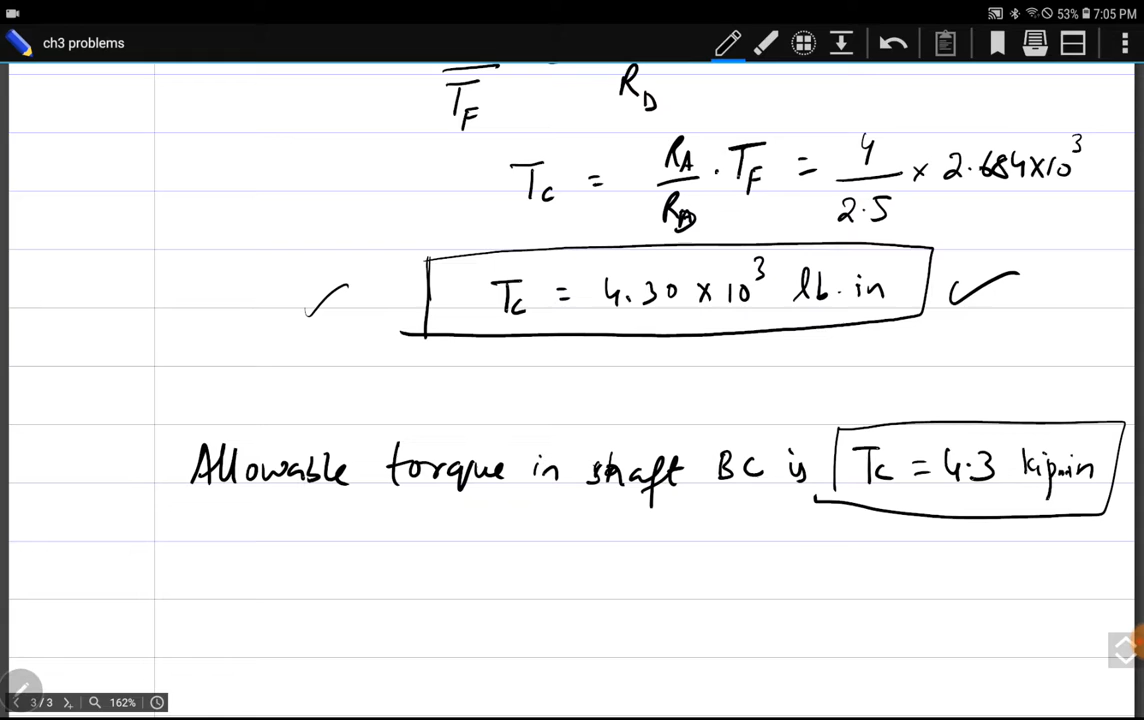 53% 7:05 PM
ch3 problems
T_F
R_D
T_C = R_A / R_D · T_F = 4 / 2.5 × 2.684×10^3
T_C = 4.30 × 10^3 lb·in
Allowable torque in shaft BC is T_C = 4.3 kip·in
3/3 162%